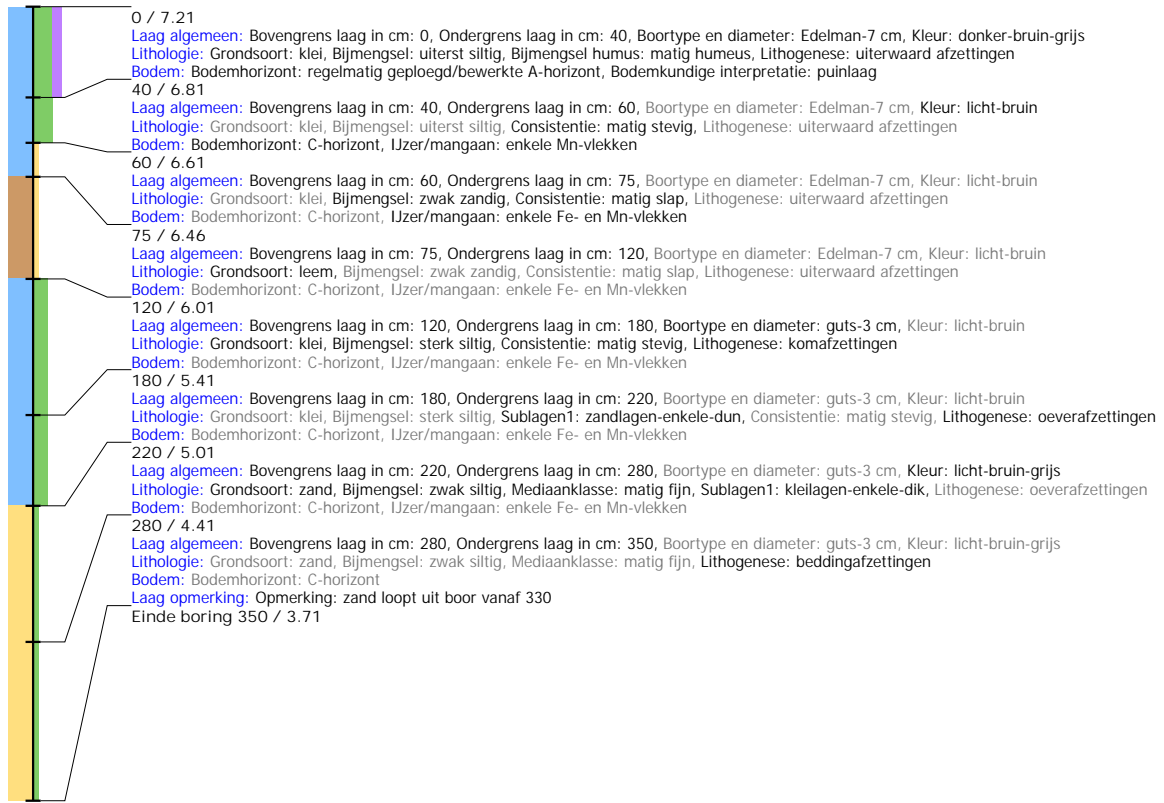 0 / 7.21
Laag algemeen: Bovengrens laag in cm: 0, Ondergrens laag in cm: 40, Boortype en diameter: Edelman-7 cm, Kleur: donker-bruin-grijs
Lithologie: Grondsoort: klei, Bijmengsel: uiterst siltig, Bijmengsel humus: matig humeus, Lithogenese: uiterwaard afzettingen
Bodem: Bodemhorizont: regelmatig geploegd/bewerkte A-horizont, Bodemkundige interpretatie: puinlaag
40 / 6.81
Laag algemeen: Bovengrens laag in cm: 40, Ondergrens laag in cm: 60, Boortype en diameter: Edelman-7 cm, Kleur: licht-bruin
Lithologie: Grondsoort: klei, Bijmengsel: uiterst siltig, Consistentie: matig stevig, Lithogenese: uiterwaard afzettingen
Bodem: Bodemhorizont: C-horizont, IJzer/mangaan: enkele Mn-vlekken
60 / 6.61
Laag algemeen: Bovengrens laag in cm: 60, Ondergrens laag in cm: 75, Boortype en diameter: Edelman-7 cm, Kleur: licht-bruin
Lithologie: Grondsoort: klei, Bijmengsel: zwak zandig, Consistentie: matig slap, Lithogenese: uiterwaard afzettingen
Bodem: Bodemhorizont: C-horizont, IJzer/mangaan: enkele Fe- en Mn-vlekken
75 / 6.46
Laag algemeen: Bovengrens laag in cm: 75, Ondergrens laag in cm: 120, Boortype en diameter: Edelman-7 cm, Kleur: licht-bruin
Lithologie: Grondsoort: leem, Bijmengsel: zwak zandig, Consistentie: matig slap, Lithogenese: uiterwaard afzettingen
Bodem: Bodemhorizont: C-horizont, IJzer/mangaan: enkele Fe- en Mn-vlekken
120 / 6.01
Laag algemeen: Bovengrens laag in cm: 120, Ondergrens laag in cm: 180, Boortype en diameter: guts-3 cm, Kleur: licht-bruin
Lithologie: Grondsoort: klei, Bijmengsel: sterk siltig, Consistentie: matig stevig, Lithogenese: komafzettingen
Bodem: Bodemhorizont: C-horizont, IJzer/mangaan: enkele Fe- en Mn-vlekken
180 / 5.41
Laag algemeen: Bovengrens laag in cm: 180, Ondergrens laag in cm: 220, Boortype en diameter: guts-3 cm, Kleur: licht-bruin
Lithologie: Grondsoort: klei, Bijmengsel: sterk siltig, Sublagen1: zandlagen-enkele-dun, Consistentie: matig stevig, Lithogenese: oeverafzettingen
Bodem: Bodemhorizont: C-horizont, IJzer/mangaan: enkele Fe- en Mn-vlekken
220 / 5.01
Laag algemeen: Bovengrens laag in cm: 220, Ondergrens laag in cm: 280, Boortype en diameter: guts-3 cm, Kleur: licht-bruin-grijs
Lithologie: Grondsoort: zand, Bijmengsel: zwak siltig, Mediaanklasse: matig fijn, Sublagen1: kleilagen-enkele-dik, Lithogenese: oeverafzettingen
Bodem: Bodemhorizont: C-horizont, IJzer/mangaan: enkele Fe- en Mn-vlekken
280 / 4.41
Laag algemeen: Bovengrens laag in cm: 280, Ondergrens laag in cm: 350, Boortype en diameter: guts-3 cm, Kleur: licht-bruin-grijs
Lithologie: Grondsoort: zand, Bijmengsel: zwak siltig, Mediaanklasse: matig fijn, Lithogenese: beddingafzettingen
Bodem: Bodemhorizont: C-horizont
Laag opmerking: Opmerking: zand loopt uit boor vanaf 330
Einde boring 350 / 3.71